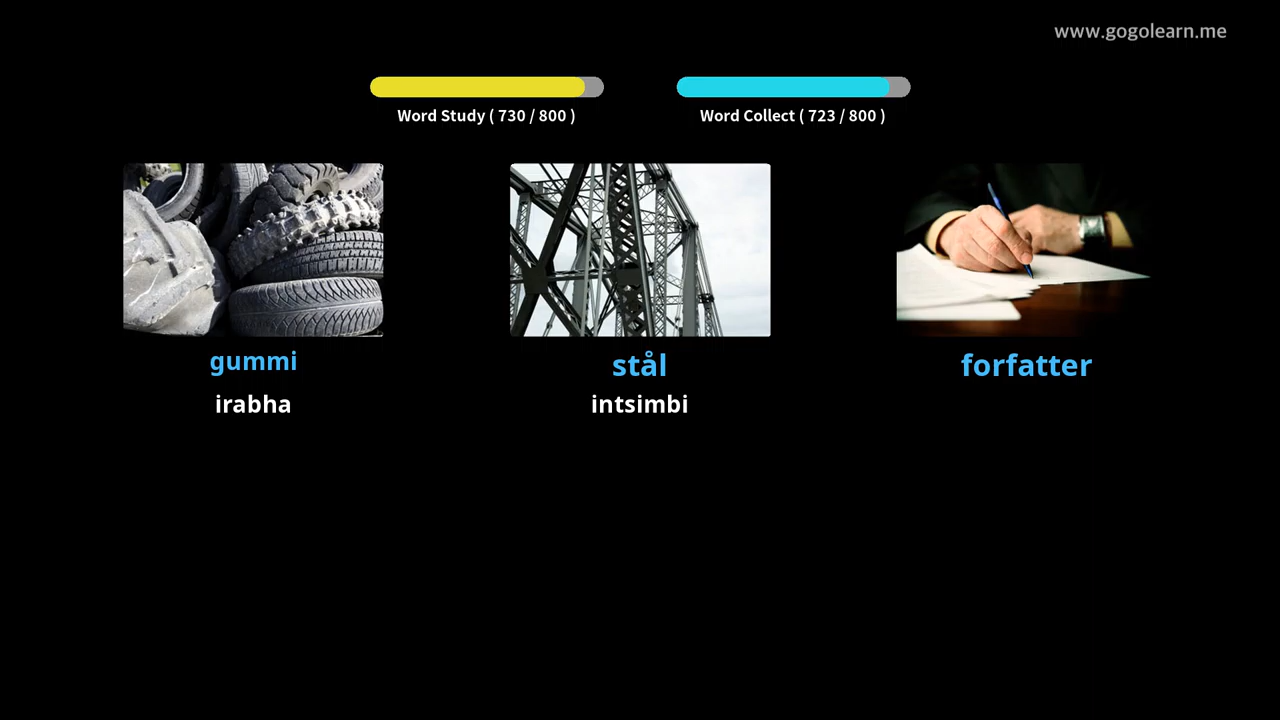 www.gogolearn.me
Word Study ( 730 / 800 )
Word Collect ( 723 / 800 )
gummi
irabha
stål
intsimbi
forfatter